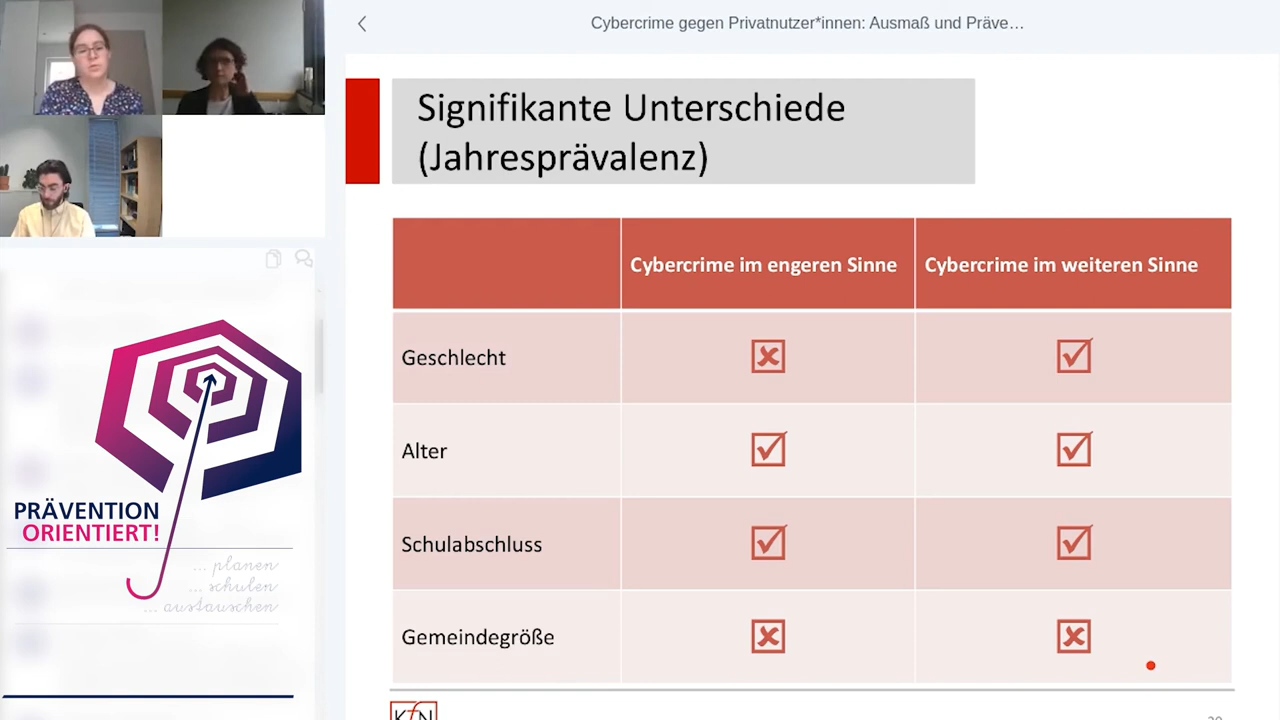 Cybercrime gegen Privatnutzer*innen: Ausmaß und Präve…
Signifikante Unterschiede
(Jahresprävalenz)
Cybercrime im engeren Sinne
Cybercrime im weiteren Sinne
Geschlecht
Alter
Schulabschluss
Gemeindegröße
PRÄVENTION
ORIENTIERT!
... planen
... schulen
... austauschen
KfN